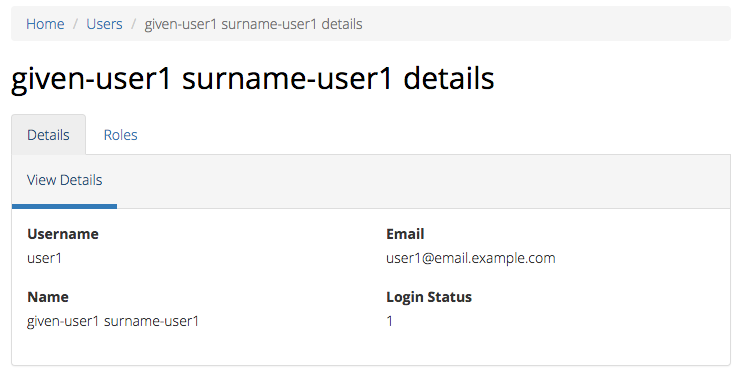 Home / Users / given-user1 surname-user1 details
given-user1 surname-user1 details
Details Roles
View Details
Username Email
user1 user1@email.example.com
Name Login Status
given-user1 surname-user1 1